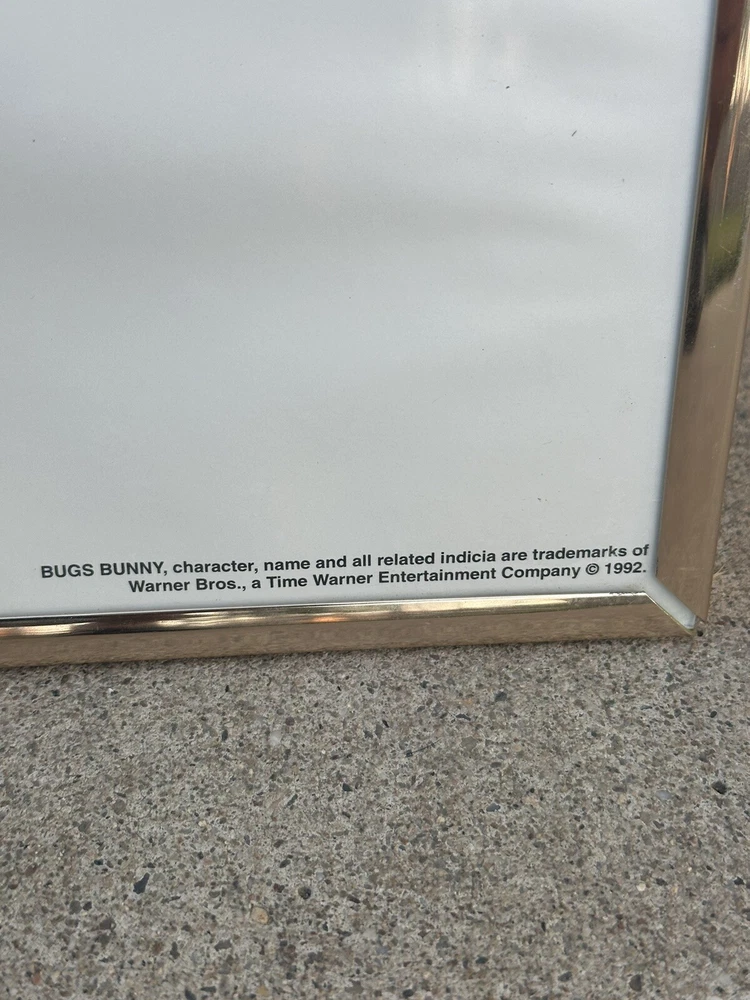 BUGS BUNNY, character, name and all related indicia are trademarks of
Warner Bros., a Time Warner Entertainment Company © 1992.